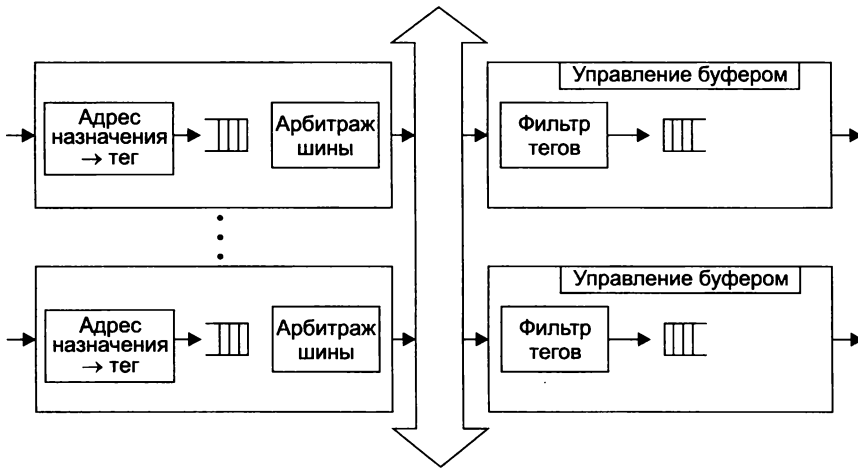 Управление буфером
Адрес
назначения
→ тег
Арбитраж
шины
Фильтр
тегов
Управление буфером
Адрес
назначения
→ тег
Арбитраж
шины
Фильтр
тегов